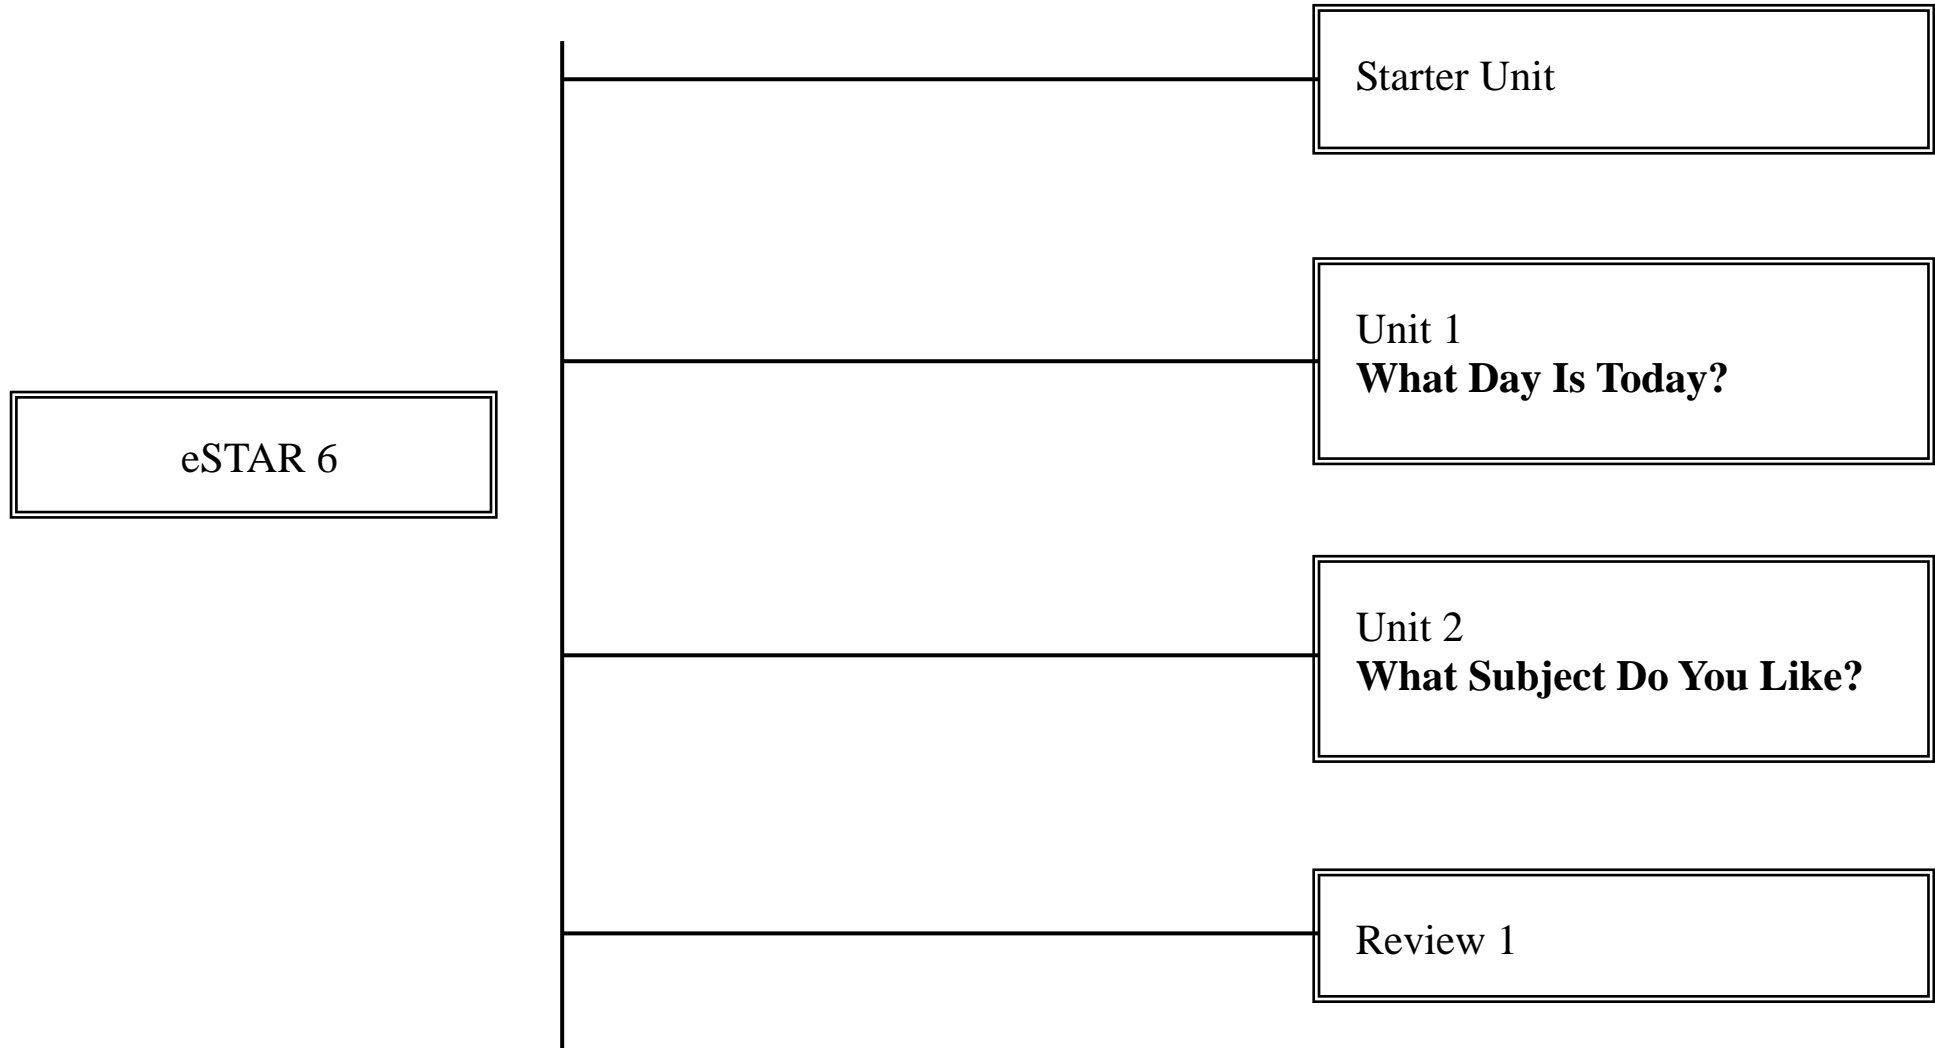 eSTAR 6
Starter Unit
Unit 1
What Day Is Today?
Unit 2
What Subject Do You Like?
Review 1